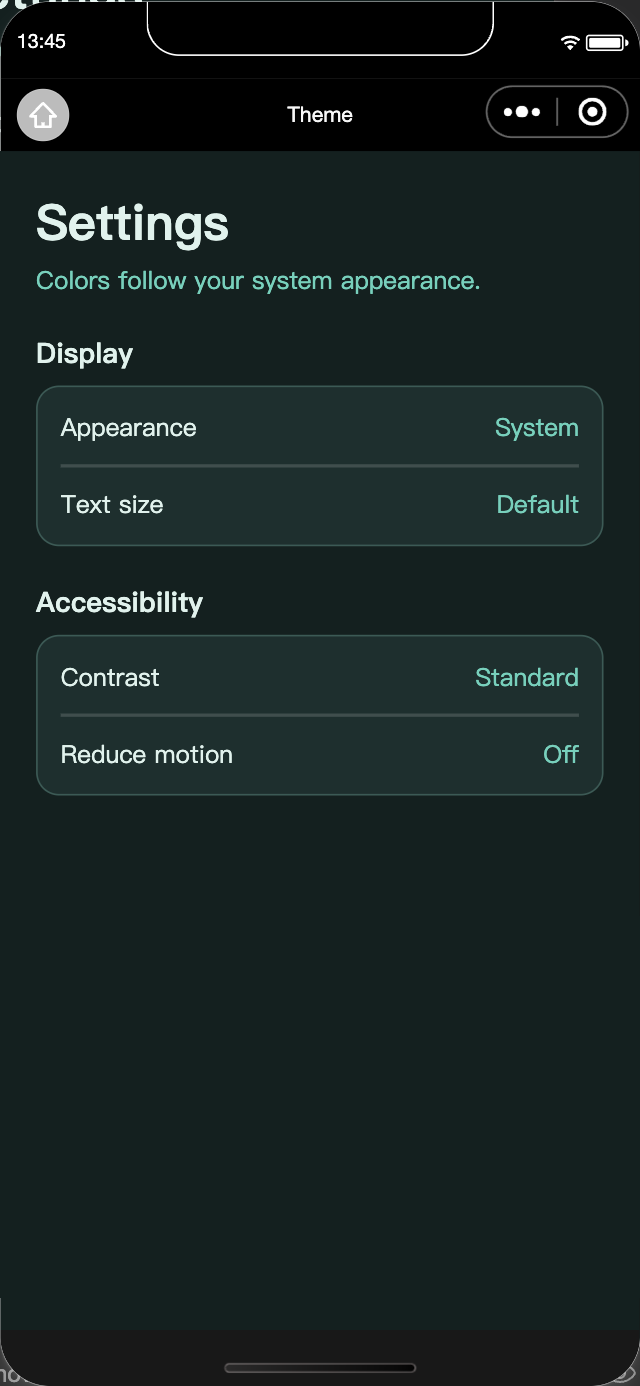 13:45
Theme
Settings
Colors follow your system appearance.
Display
Appearance System
Text size Default
Accessibility
Contrast Standard
Reduce motion Off